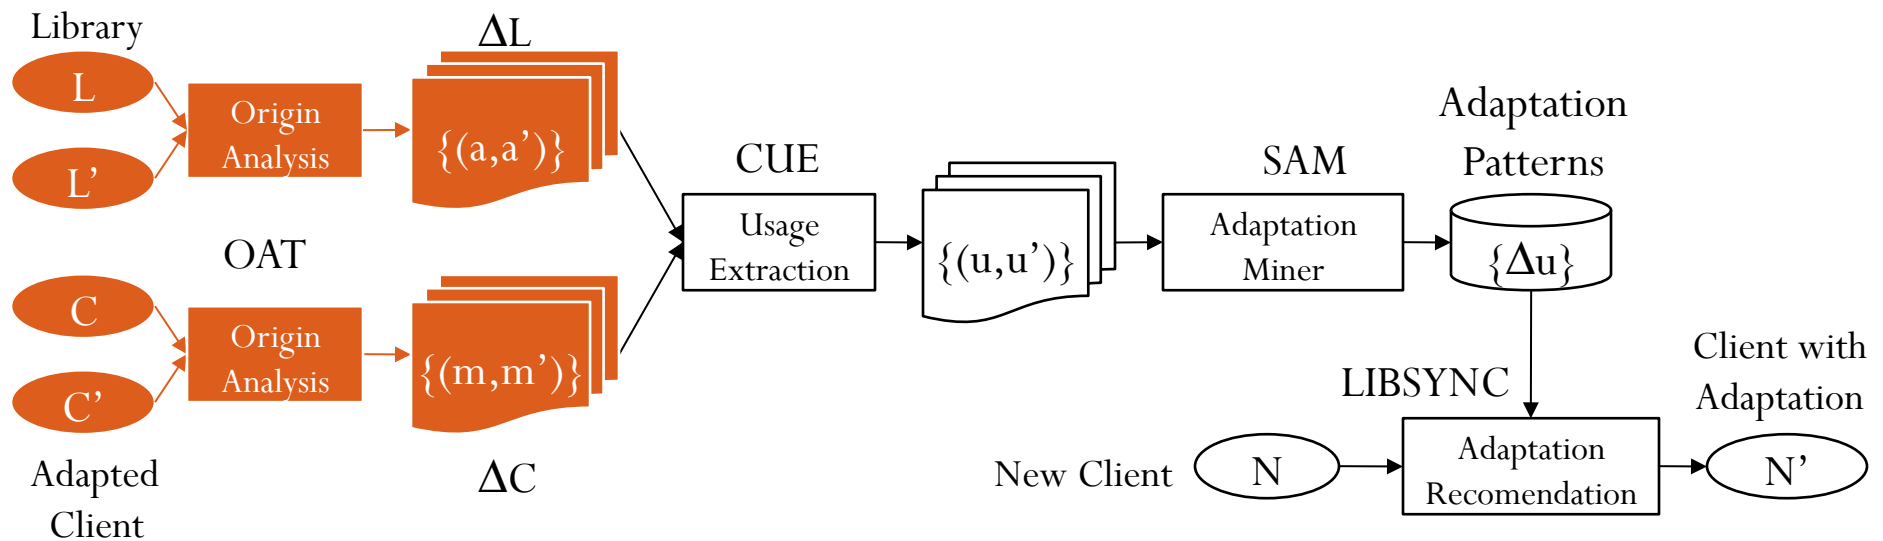 Library
L
L’
Origin
Analysis
ΔL
{(a,a’)}
OAT
C
C’
Adapted
Client
Origin
Analysis
{(m,m’)}
ΔC
CUE
Usage
Extraction
{(u,u’)}
SAM
Adaptation
Miner
Adaptation
Patterns
{Δu}
LIBSYNC
New Client
N
Adaptation
Recomendation
Client with
Adaptation
N’